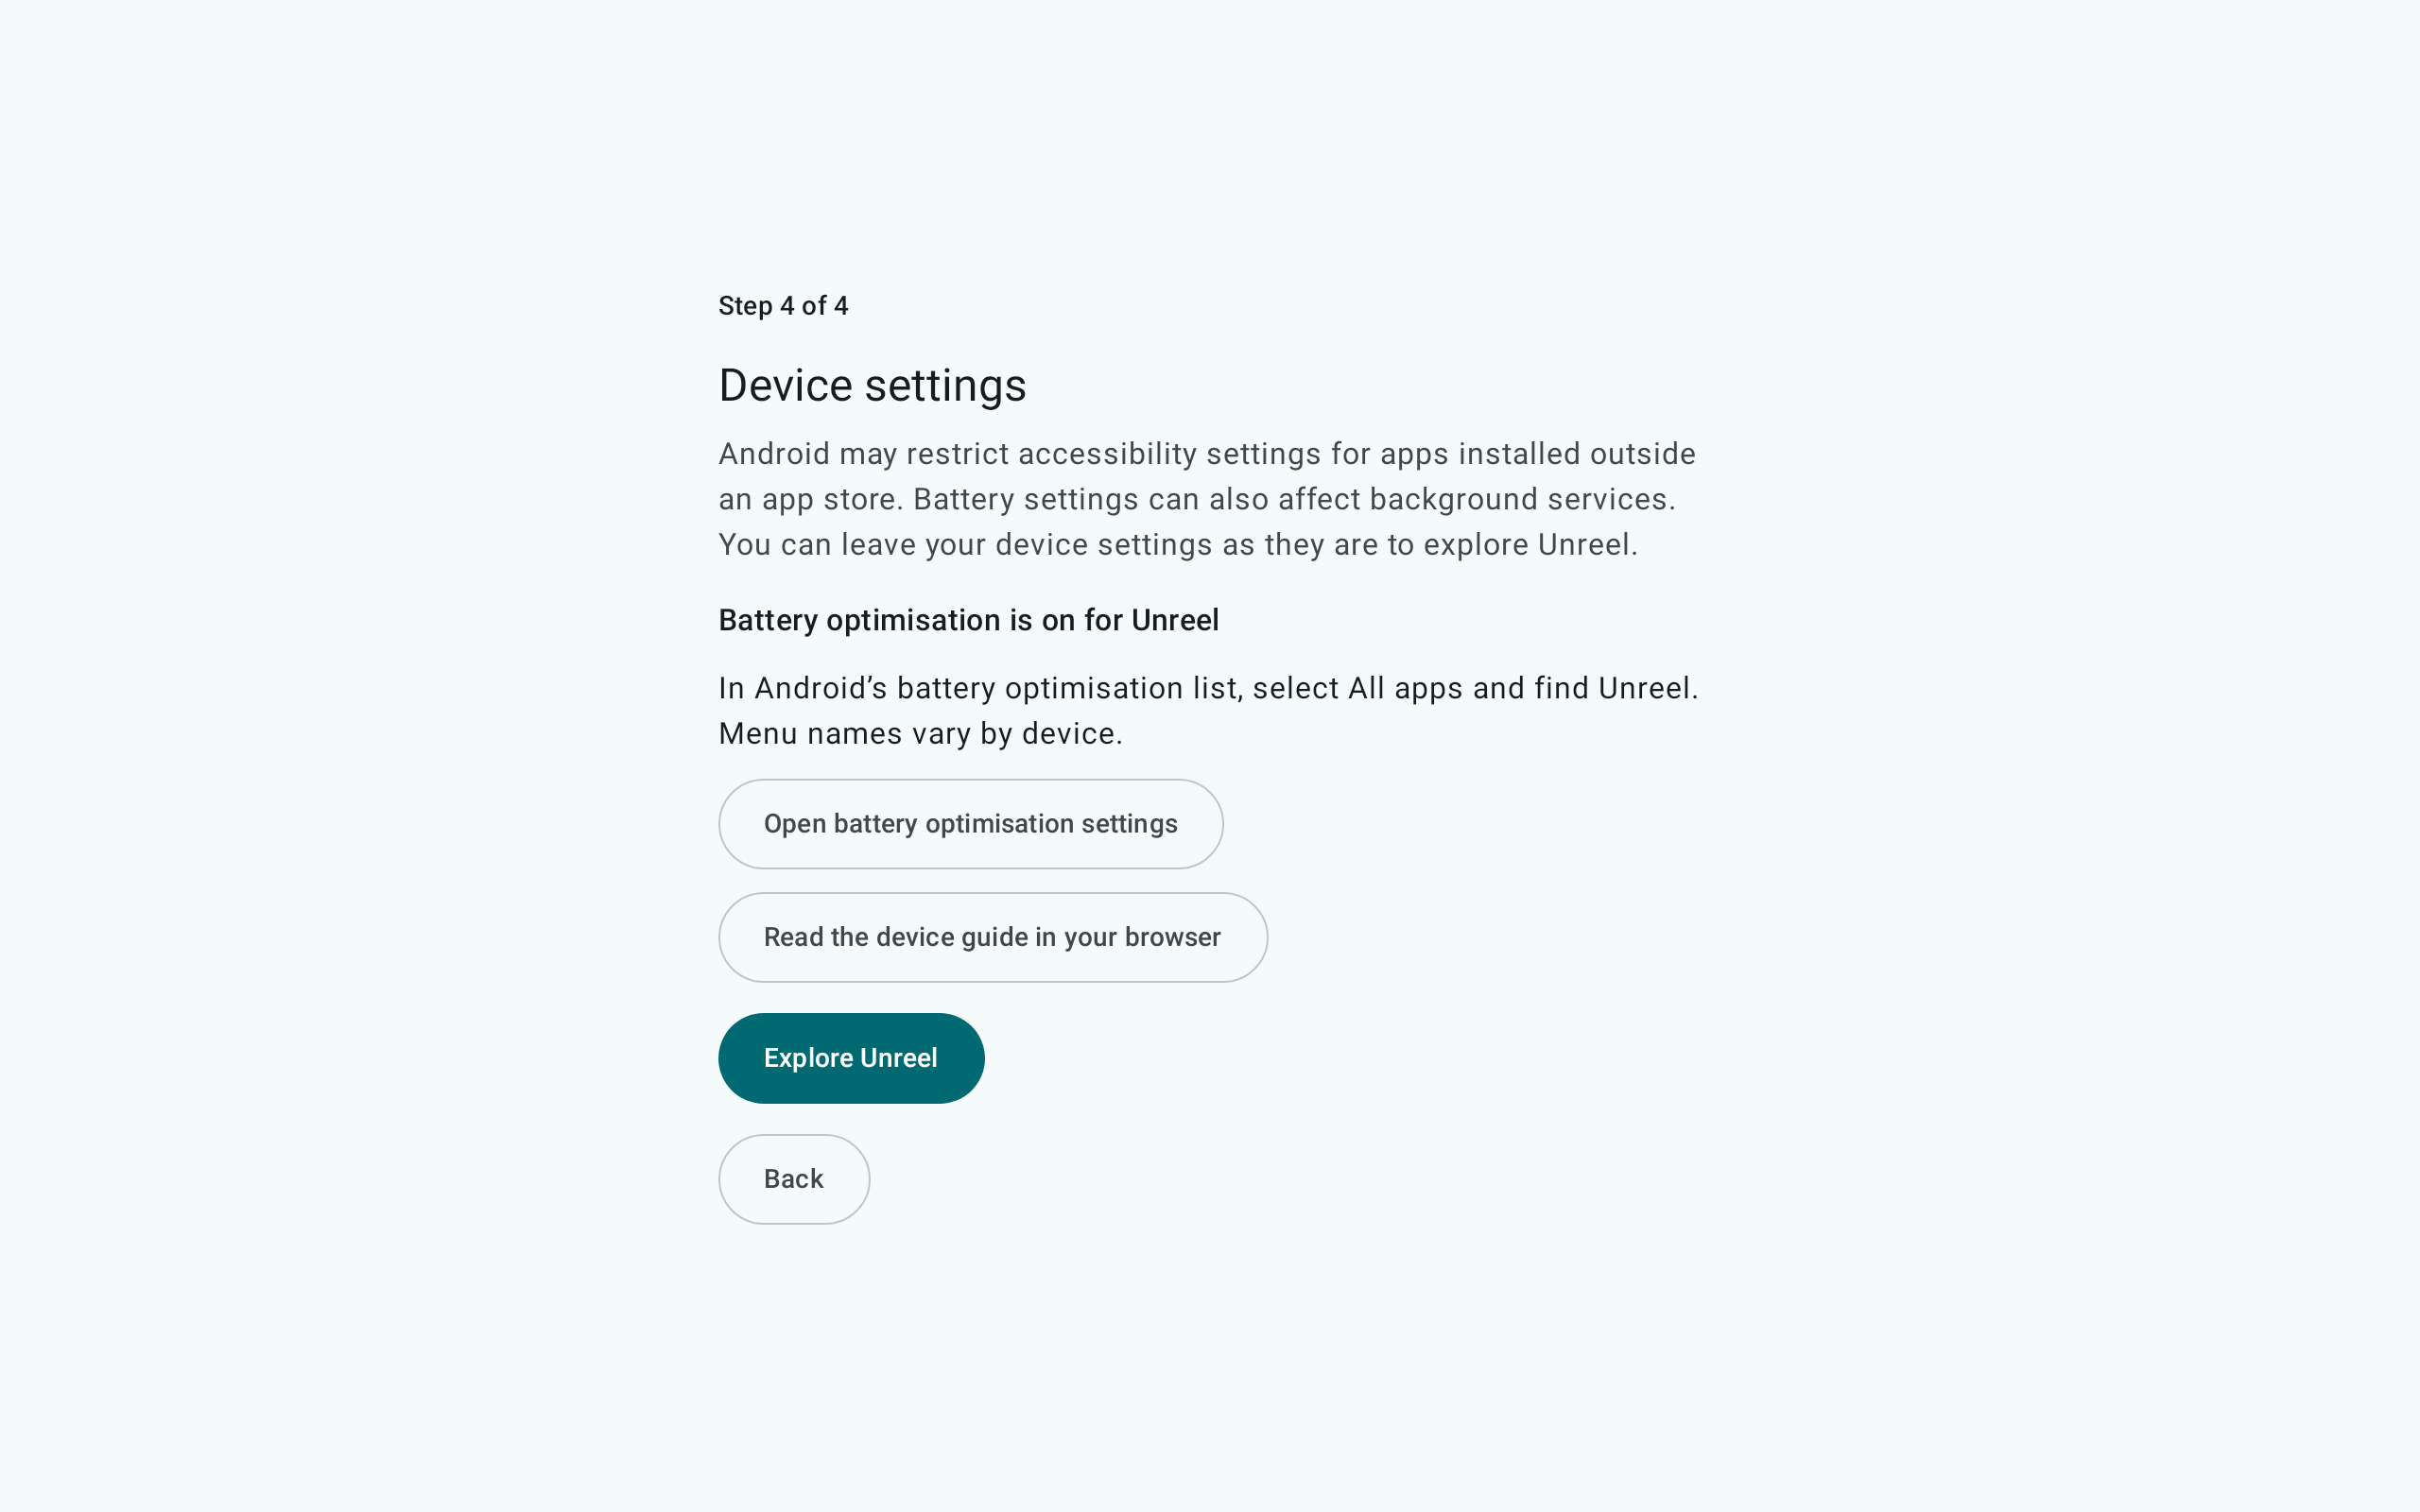 Step 4 of 4
Device settings
Android may restrict accessibility settings for apps installed outside
an app store. Battery settings can also affect background services.
You can leave your device settings as they are to explore Unreel.
Battery optimisation is on for Unreel
In Android’s battery optimisation list, select All apps and find Unreel.
Menu names vary by device.
Open battery optimisation settings
Read the device guide in your browser
Explore Unreel
Back